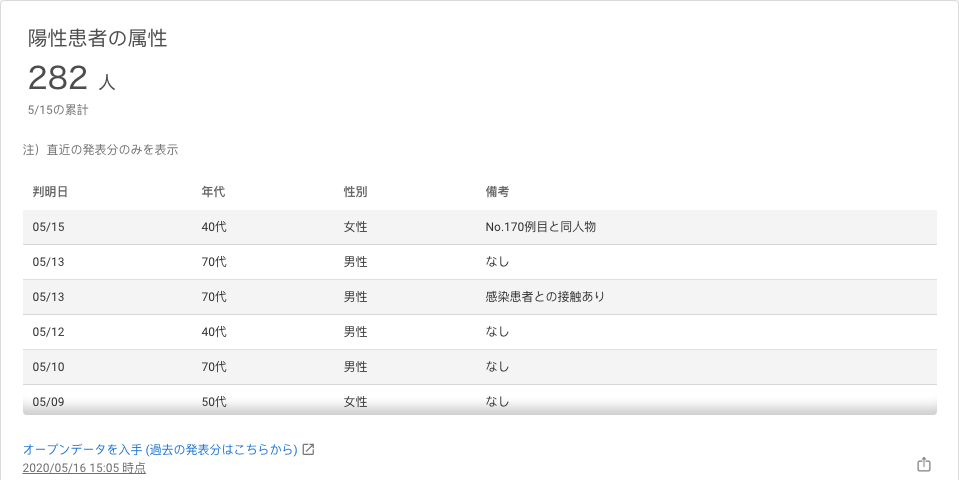 陽性患者の属性
282 人
5/15の累計
注）直近の発表分のみを表示
判明日 年代 性別 備考
05/15 40代 女性 No.170例目と同人物
05/13 70代 男性 なし
05/13 70代 男性 感染患者との接触あり
05/12 40代 男性 なし
05/10 70代 男性 なし
05/09 50代 女性 なし
オープンデータを入手 (過去の発表分はこちらから)
2020/05/16 15:05 時点